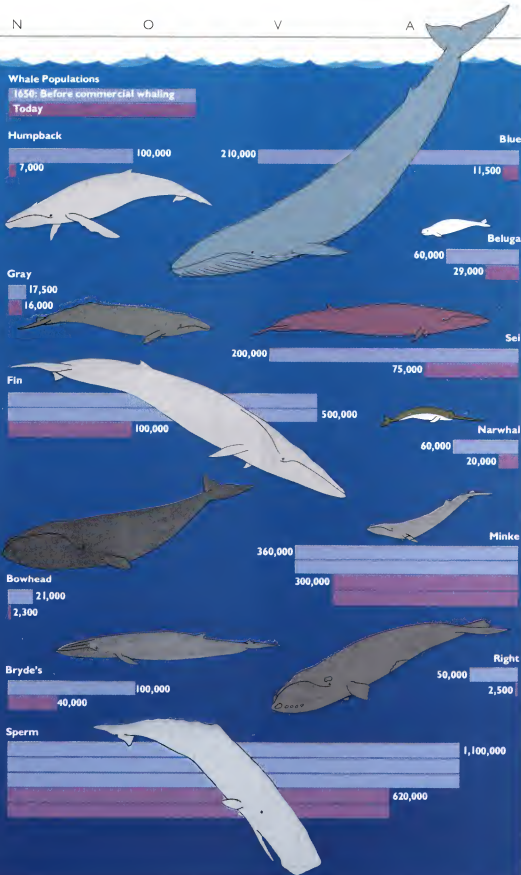 N O V A
Whale Populations
1650: Before commercial whaling
Today
Humpback
100,000
7,000
Blue
210,000
11,500
Beluga
60,000
29,000
Gray
17,500
16,000
Sei
200,000
75,000
Fin
500,000
100,000
Narwhal
60,000
20,000
Minke
360,000
300,000
Bowhead
21,000
2,300
Right
50,000
2,500
Bryde's
100,000
40,000
Sperm
1,100,000
620,000